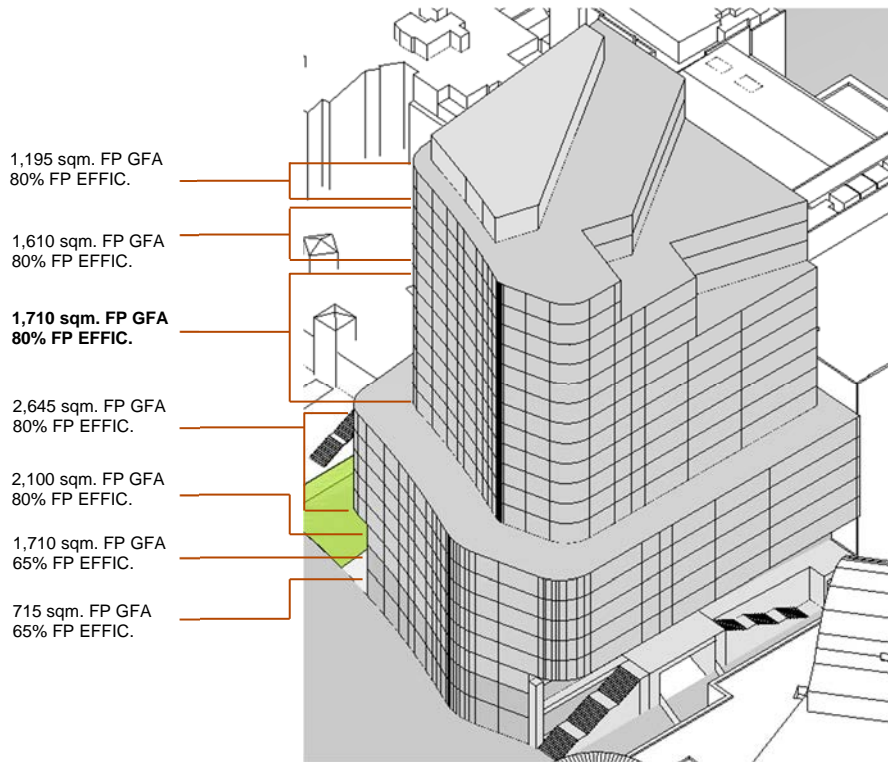 1,195 sqm. FP GFA
80% FP EFFIC.
1,610 sqm. FP GFA
80% FP EFFIC.
1,710 sqm. FP GFA
80% FP EFFIC.
2,645 sqm. FP GFA
80% FP EFFIC.
2,100 sqm. FP GFA
80% FP EFFIC.
1,710 sqm. FP GFA
65% FP EFFIC.
715 sqm. FP GFA
65% FP EFFIC.